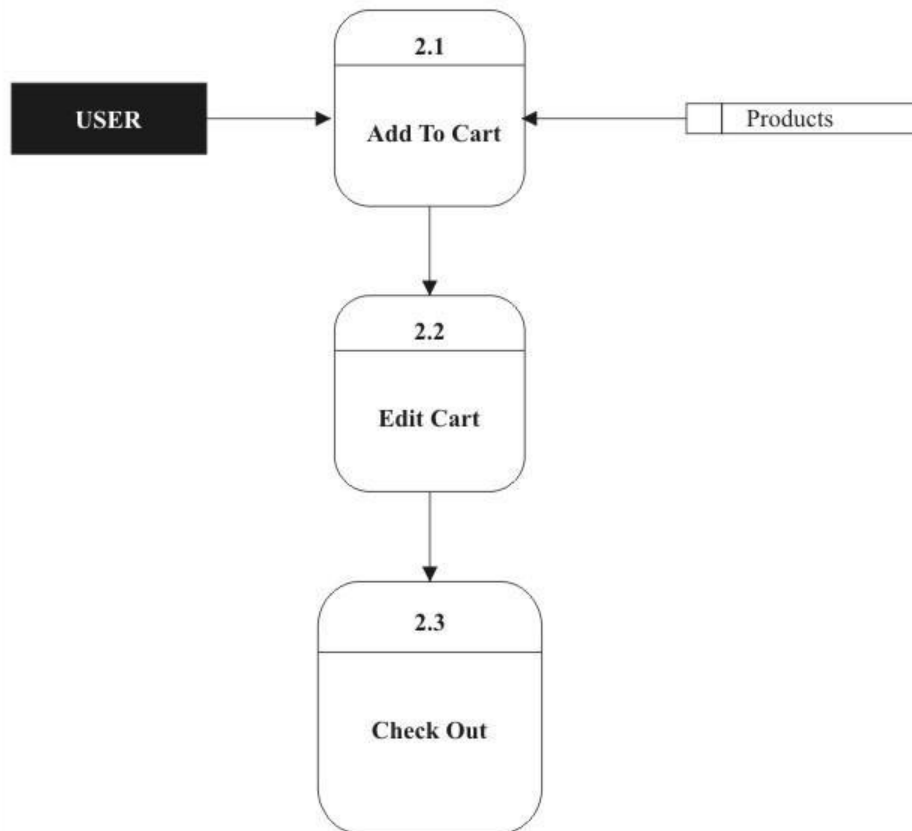 2.1
USER
Add To Cart
Products
2.2
Edit Cart
2.3
Check Out